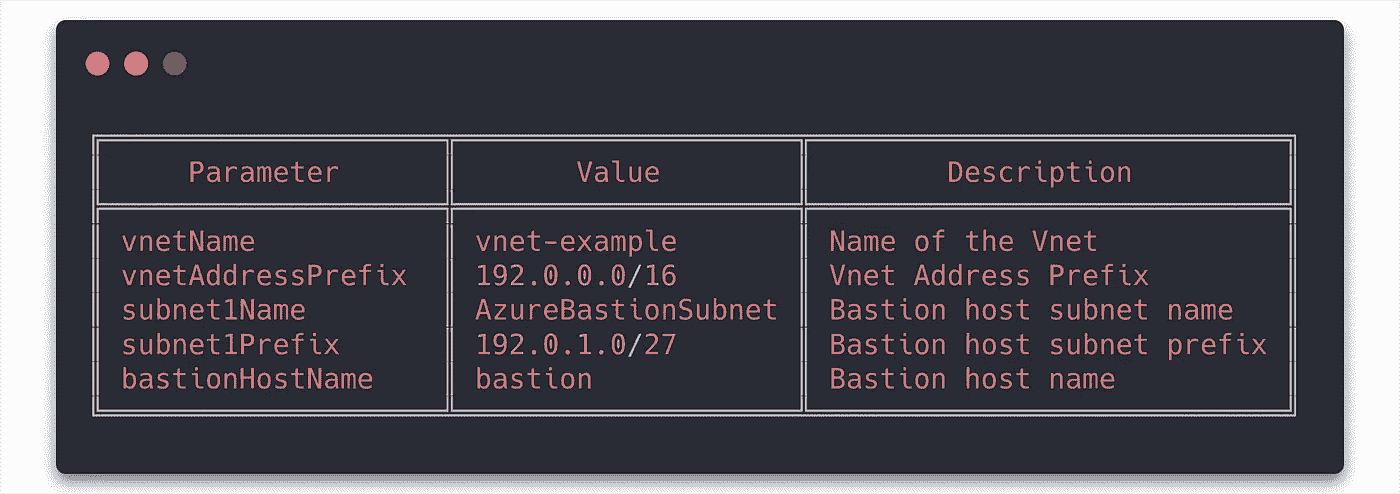 Parameter Value Description
vnetName vnet-example Name of the Vnet
vnetAddressPrefix 192.0.0.0/16 Vnet Address Prefix
subnet1Name AzureBastionSubnet Bastion host subnet name
subnet1Prefix 192.0.1.0/27 Bastion host subnet prefix
bastionHostName bastion Bastion host name